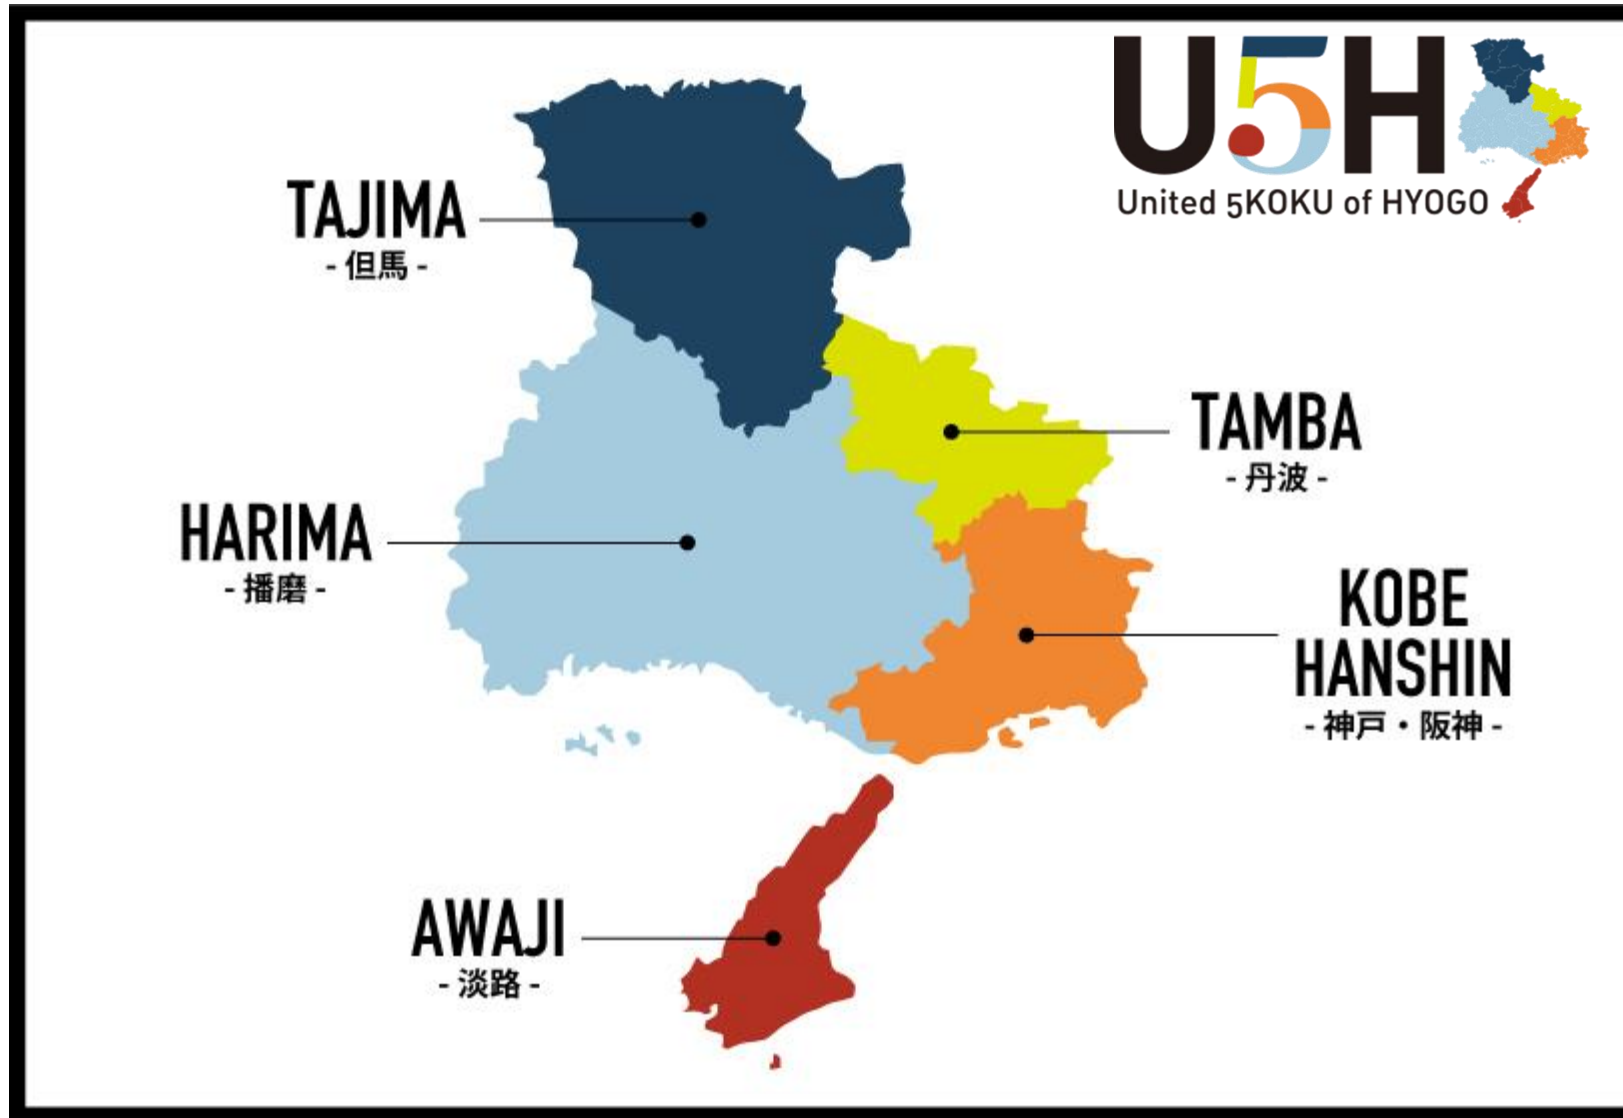 U5H
United 5KOKU of HYOGO
TAJIMA
- 但馬 -
TAMBA
- 丹波 -
HARIMA
- 播磨 -
KOBE
HANSHIN
- 神戸・阪神 -
AWAJI
- 淡路 -